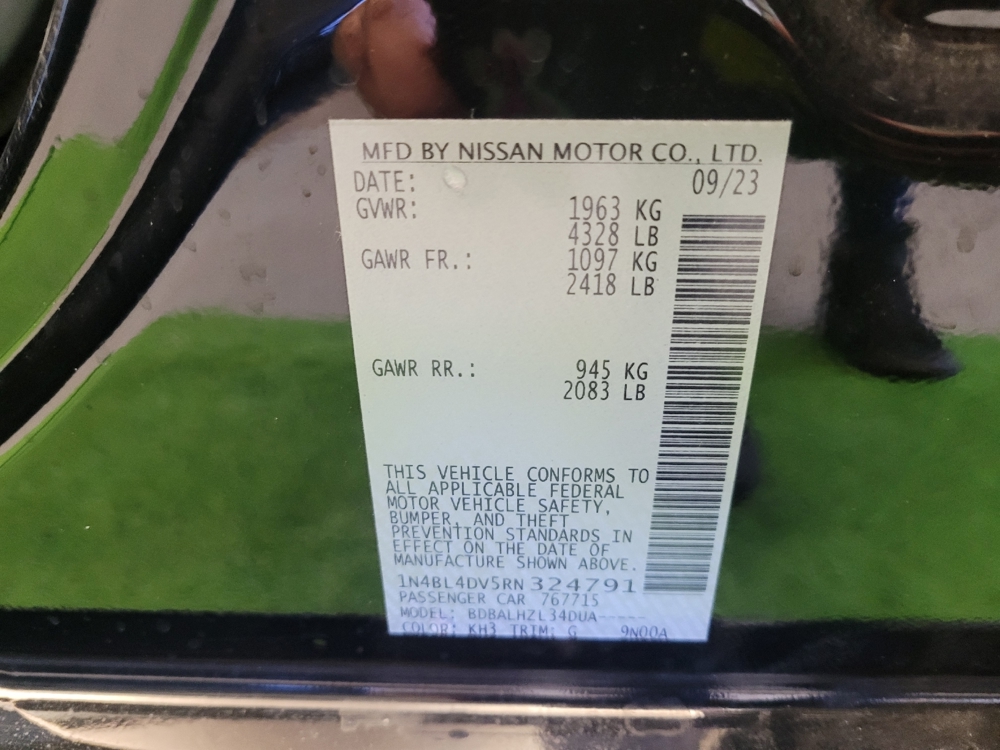 MFD BY NISSAN MOTOR CO., LTD.
DATE: 09/23
GVWR: 1963 KG
4328 LB
GAWR FR.: 1097 KG
2418 LB
GAWR RR.: 945 KG
2083 LB
THIS VEHICLE CONFORMS TO
ALL APPLICABLE FEDERAL
MOTOR VEHICLE SAFETY,
BUMPER, AND THEFT
PREVENTION STANDARDS IN
EFFECT ON THE DATE OF
MANUFACTURE SHOWN ABOVE.
1N4BL4DV5RN324791
PASSENGER CAR 767715
MODEL: BDBALHZL34DUA-----
COLOR: KH3 TRIM: G 9N00A